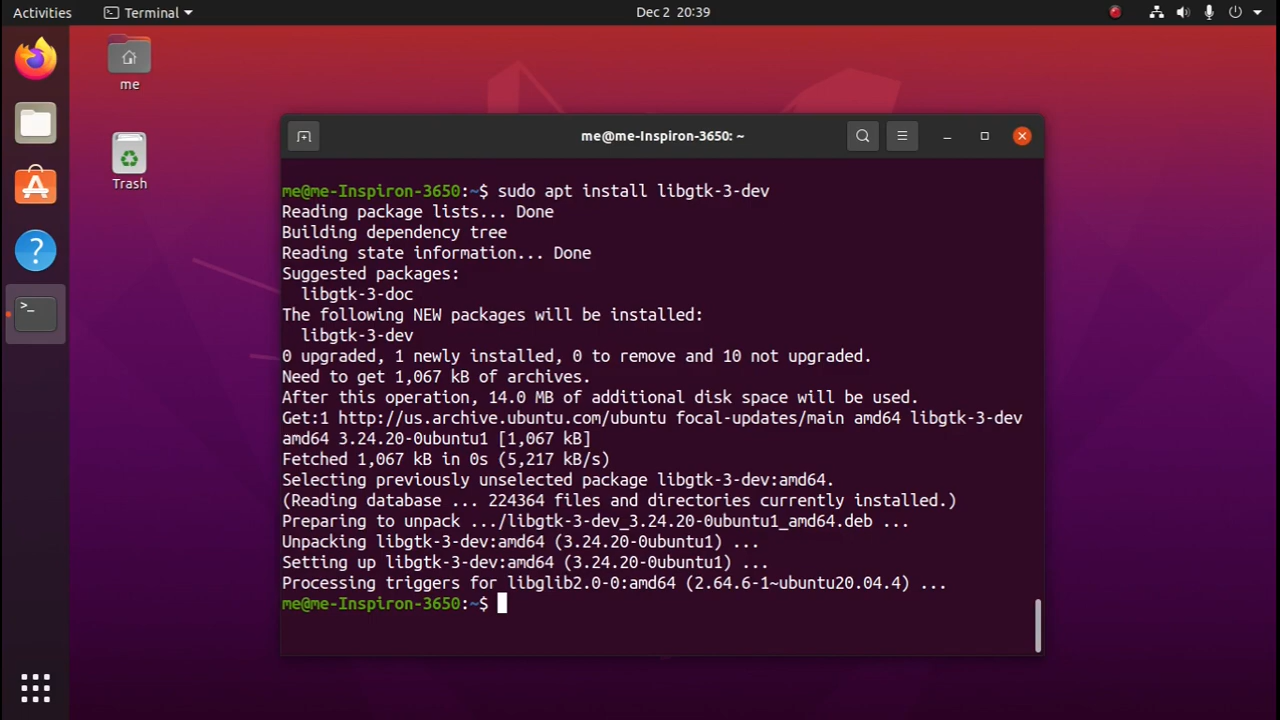 Activities
Terminal
Dec 2 20:39
me
Trash
me@me-Inspiron-3650: ~
me@me-Inspiron-3650:~$ sudo apt install libgtk-3-dev
Reading package lists... Done
Building dependency tree
Reading state information... Done
Suggested packages:
  libgtk-3-doc
The following NEW packages will be installed:
  libgtk-3-dev
0 upgraded, 1 newly installed, 0 to remove and 10 not upgraded.
Need to get 1,067 kB of archives.
After this operation, 14.0 MB of additional disk space will be used.
Get:1 http://us.archive.ubuntu.com/ubuntu focal-updates/main amd64 libgtk-3-dev
amd64 3.24.20-0ubuntu1 [1,067 kB]
Fetched 1,067 kB in 0s (5,217 kB/s)
Selecting previously unselected package libgtk-3-dev:amd64.
(Reading database ... 224364 files and directories currently installed.)
Preparing to unpack .../libgtk-3-dev_3.24.20-0ubuntu1_amd64.deb ...
Unpacking libgtk-3-dev:amd64 (3.24.20-0ubuntu1) ...
Setting up libgtk-3-dev:amd64 (3.24.20-0ubuntu1) ...
Processing triggers for libglib2.0-0:amd64 (2.64.6-1~ubuntu20.04.4) ...
me@me-Inspiron-3650:~$